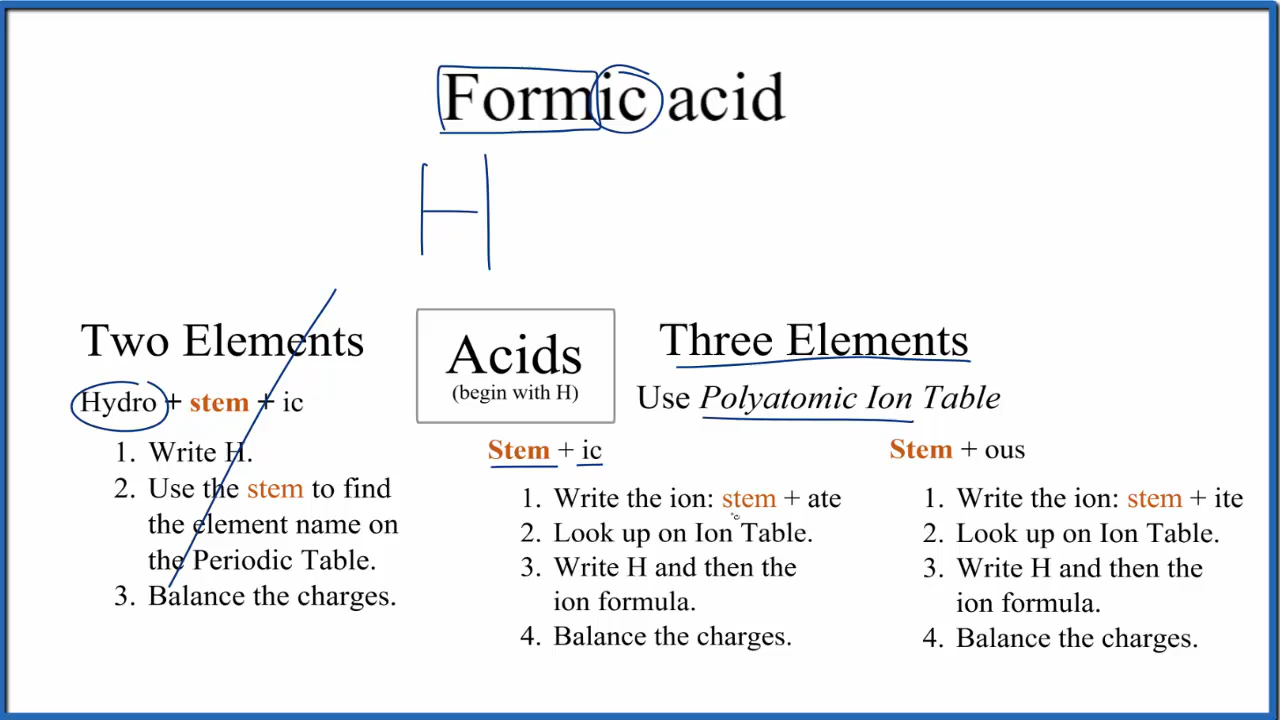 Formic acid
H
Two Elements
Hydro + stem + ic
1. Write H.
2. Use the stem to find
the element name on
the Periodic Table.
3. Balance the charges.
Acids
(begin with H)
Three Elements
Use Polyatomic Ion Table
Stem + ic
1. Write the ion: stem + ate
2. Look up on Ion Table.
3. Write H and then the
ion formula.
4. Balance the charges.
Stem + ous
1. Write the ion: stem + ite
2. Look up on Ion Table.
3. Write H and then the
ion formula.
4. Balance the charges.